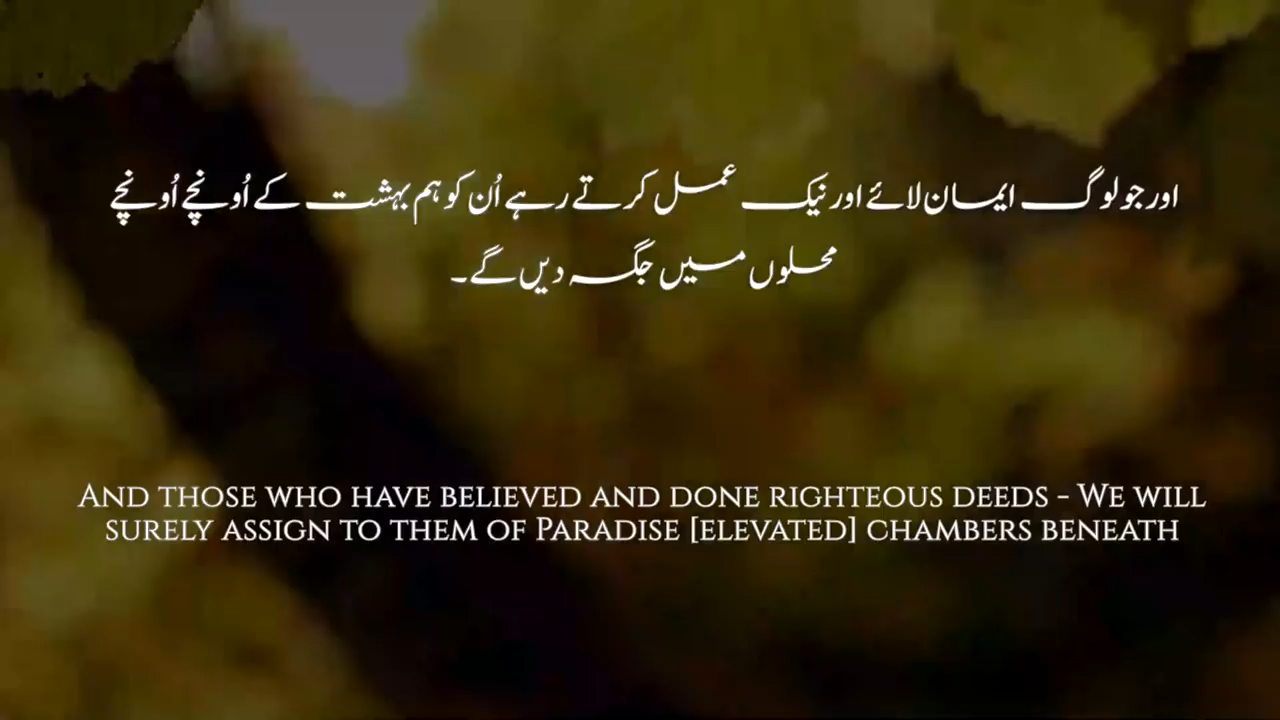 اور جو لوگ ایمان لائے اور نیک عمل کرتے رہے اُن کو ہم بہشت کے اُونچے اُونچے
محلوں میں جگہ دیں گے۔
And those who have believed and done righteous deeds - We will
surely assign to them of Paradise [elevated] chambers beneath